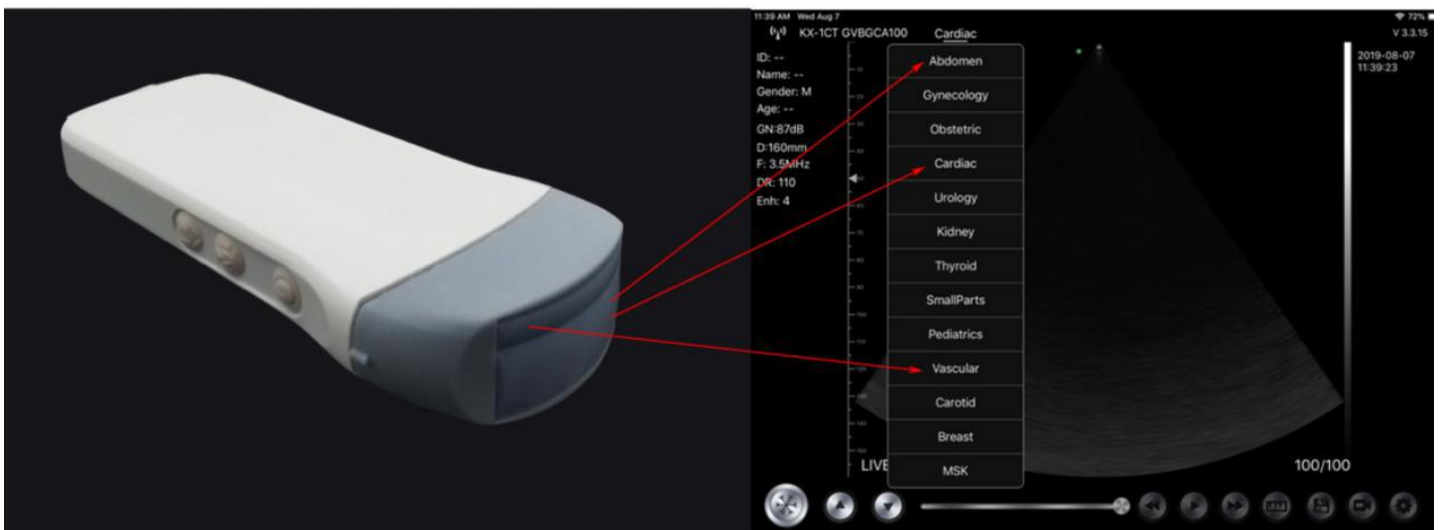 11:39 AM Wed Aug 7
72%
KX-1CT GVBGCA100 Cardiac
V 3.3.15
ID: --
Name: --
Gender: M
Age: --
GN:87dB
D:160mm
F: 3.5MHz
DR: 110
Enh: 4
Abdomen
Gynecology
Obstetric
Cardiac
Urology
Kidney
Thyroid
SmallParts
Pediatrics
Vascular
Carotid
Breast
MSK
2019-08-07
11:39:23
LIVE
100/100